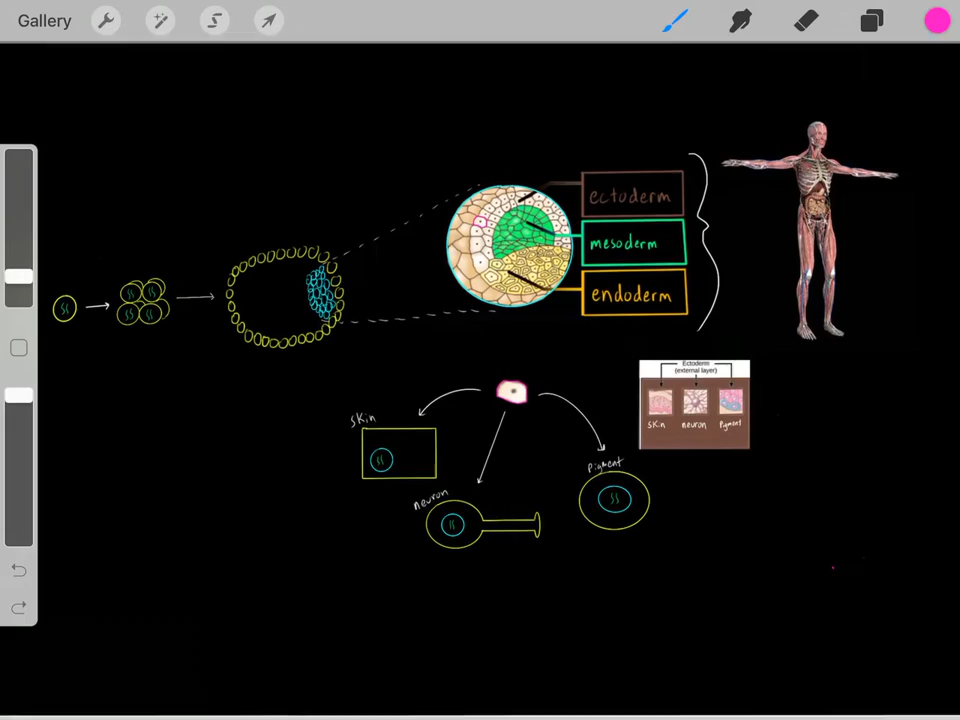 Gallery
ectoderm
mesoderm
endoderm
Ectoderm
(external layer)
skin neuron Pigment
skin
neuron
Pigment